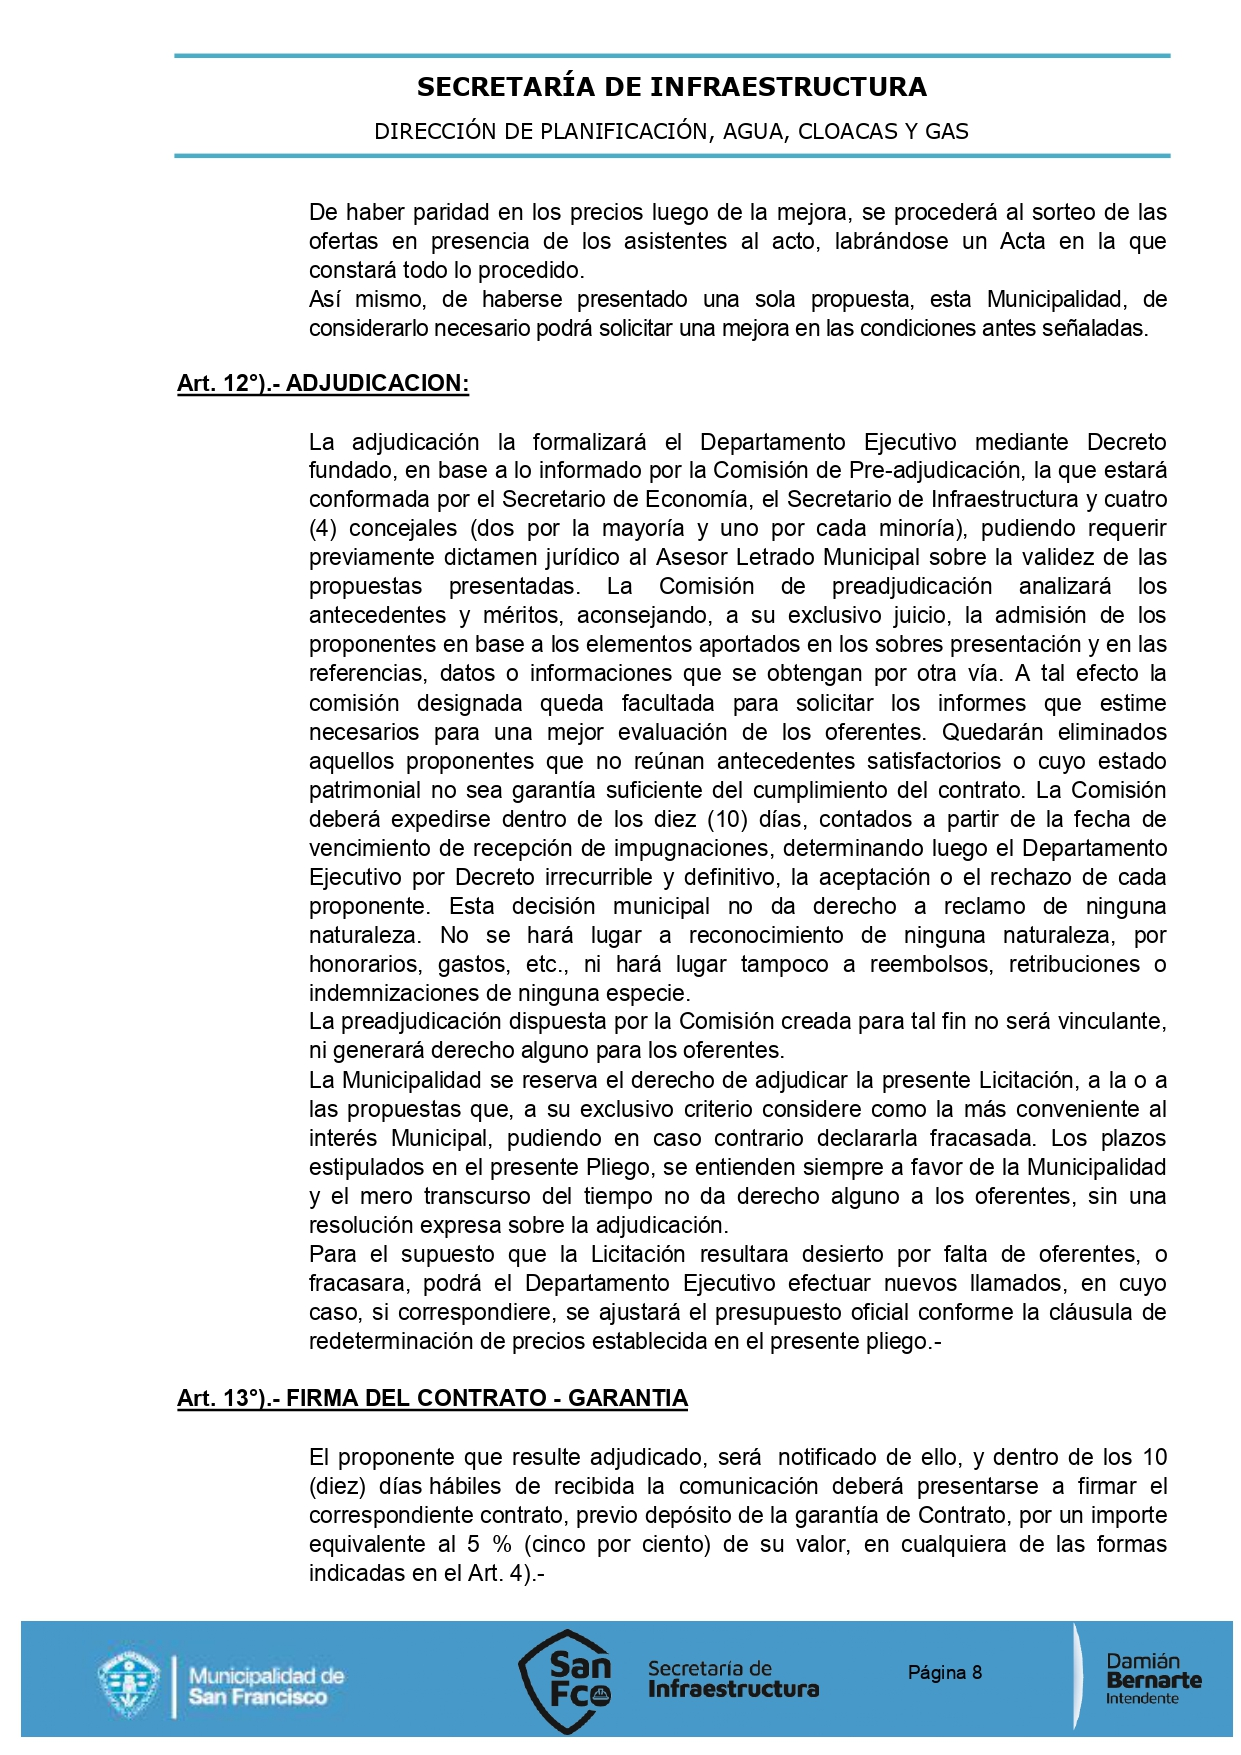 SECRETARÍA DE INFRAESTRUCTURA
DIRECCIÓN DE PLANIFICACIÓN, AGUA, CLOACAS Y GAS
De haber paridad en los precios luego de la mejora, se procederá al sorteo de las
ofertas en presencia de los asistentes al acto, labrándose un Acta en la que
constará todo lo procedido.
Así mismo, de haberse presentado una sola propuesta, esta Municipalidad, de
considerarlo necesario podrá solicitar una mejora en las condiciones antes señaladas.
Art. 12°).- ADJUDICACION:
La adjudicación la formalizará el Departamento Ejecutivo mediante Decreto
fundado, en base a lo informado por la Comisión de Pre-adjudicación, la que estará
conformada por el Secretario de Economía, el Secretario de Infraestructura y cuatro
(4) concejales (dos por la mayoría y uno por cada minoría), pudiendo requerir
previamente dictamen jurídico al Asesor Letrado Municipal sobre la validez de las
propuestas presentadas. La Comisión de preadjudicación analizará los
antecedentes y méritos, aconsejando, a su exclusivo juicio, la admisión de los
proponentes en base a los elementos aportados en los sobres presentación y en las
referencias, datos o informaciones que se obtengan por otra vía. A tal efecto la
comisión designada queda facultada para solicitar los informes que estime
necesarios para una mejor evaluación de los oferentes. Quedarán eliminados
aquellos proponentes que no reúnan antecedentes satisfactorios o cuyo estado
patrimonial no sea garantía suficiente del cumplimiento del contrato. La Comisión
deberá expedirse dentro de los diez (10) días, contados a partir de la fecha de
vencimiento de recepción de impugnaciones, determinando luego el Departamento
Ejecutivo por Decreto irrecurrible y definitivo, la aceptación o el rechazo de cada
proponente. Esta decisión municipal no da derecho a reclamo de ninguna
naturaleza. No se hará lugar a reconocimiento de ninguna naturaleza, por
honorarios, gastos, etc., ni hará lugar tampoco a reembolsos, retribuciones o
indemnizaciones de ninguna especie.
La preadjudicación dispuesta por la Comisión creada para tal fin no será vinculante,
ni generará derecho alguno para los oferentes.
La Municipalidad se reserva el derecho de adjudicar la presente Licitación, a la o a
las propuestas que, a su exclusivo criterio considere como la más conveniente al
interés Municipal, pudiendo en caso contrario declararla fracasada. Los plazos
estipulados en el presente Pliego, se entienden siempre a favor de la Municipalidad
y el mero transcurso del tiempo no da derecho alguno a los oferentes, sin una
resolución expresa sobre la adjudicación.
Para el supuesto que la Licitación resultara desierto por falta de oferentes, o
fracasara, podrá el Departamento Ejecutivo efectuar nuevos llamados, en cuyo
caso, si correspondiere, se ajustará el presupuesto oficial conforme la cláusula de
redeterminación de precios establecida en el presente pliego.-
Art. 13°).- FIRMA DEL CONTRATO - GARANTIA
El proponente que resulte adjudicado, será notificado de ello, y dentro de los 10
(diez) días hábiles de recibida la comunicación deberá presentarse a firmar el
correspondiente contrato, previo depósito de la garantía de Contrato, por un importe
equivalente al 5 % (cinco por ciento) de su valor, en cualquiera de las formas
indicadas en el Art. 4).-
Municipalidad de
San Francisco
San
Fco
Secretaría de
Infraestructura
Página 8
Damián
Bernarte
Intendente